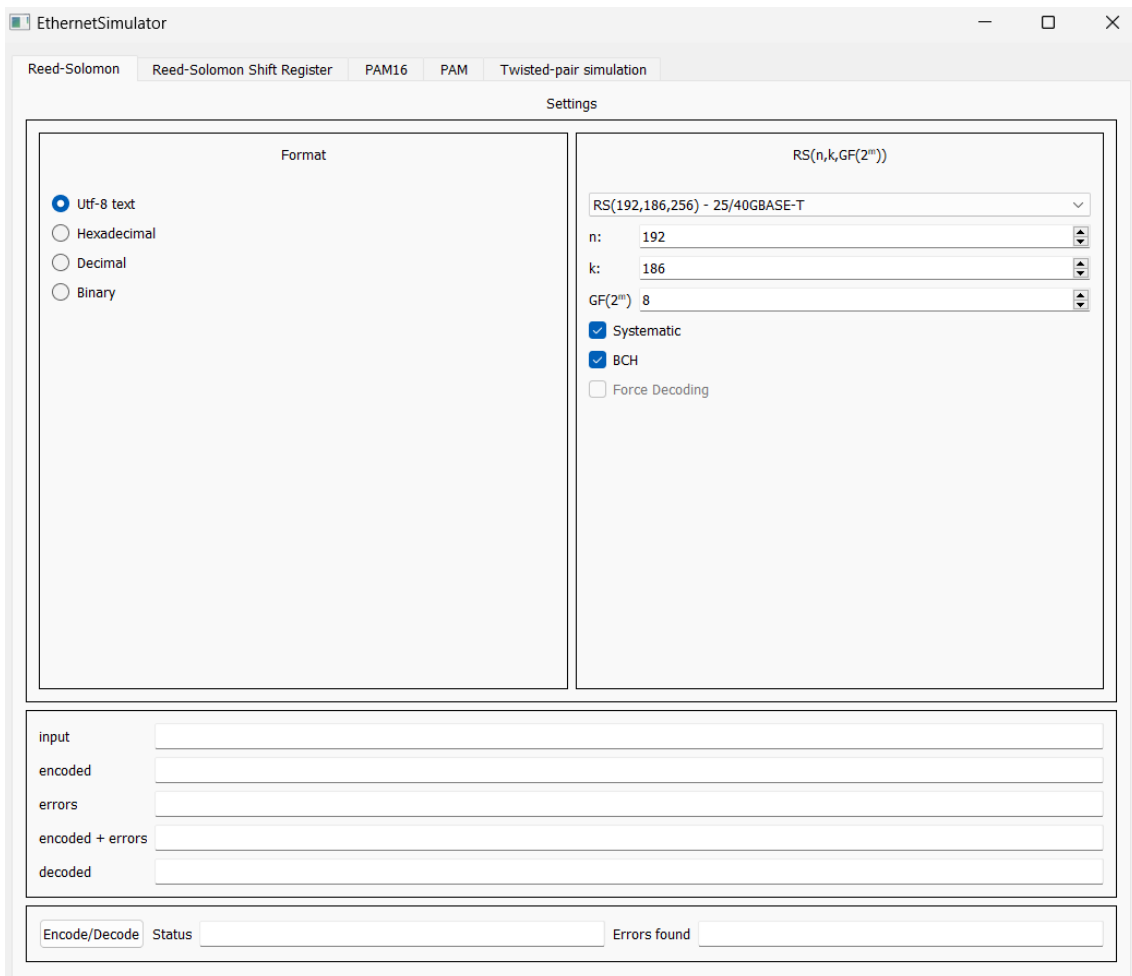 EthernetSimulator
Reed-Solomon Reed-Solomon Shift Register PAM16 PAM Twisted-pair simulation
Settings
Format
Utf-8 text
Hexadecimal
Decimal
Binary
RS(n,k,GF(2ᵐ))
RS(192,186,256) - 25/40GBASE-T
n: 192
k: 186
GF(2ᵐ) 8
Systematic
BCH
Force Decoding
input
encoded
errors
encoded + errors
decoded
Encode/Decode Status Errors found